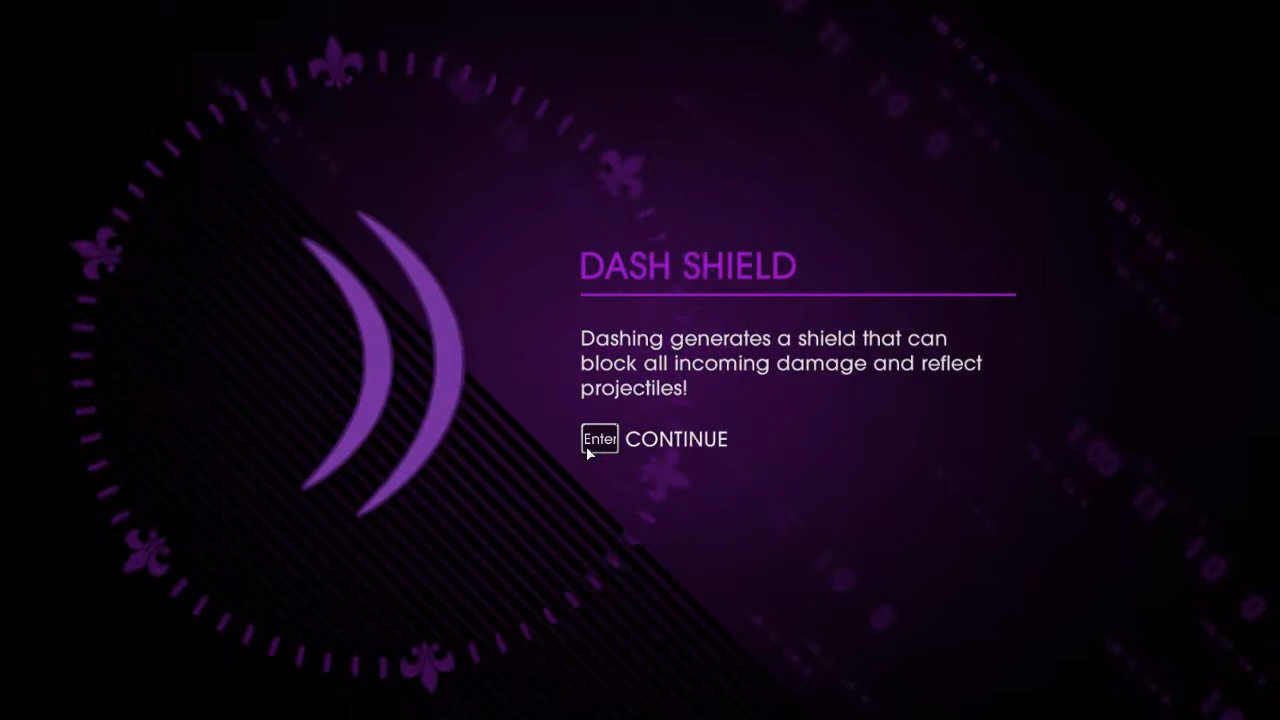 DASH SHIELD
Dashing generates a shield that can
block all incoming damage and reflect
projectiles!
Enter CONTINUE